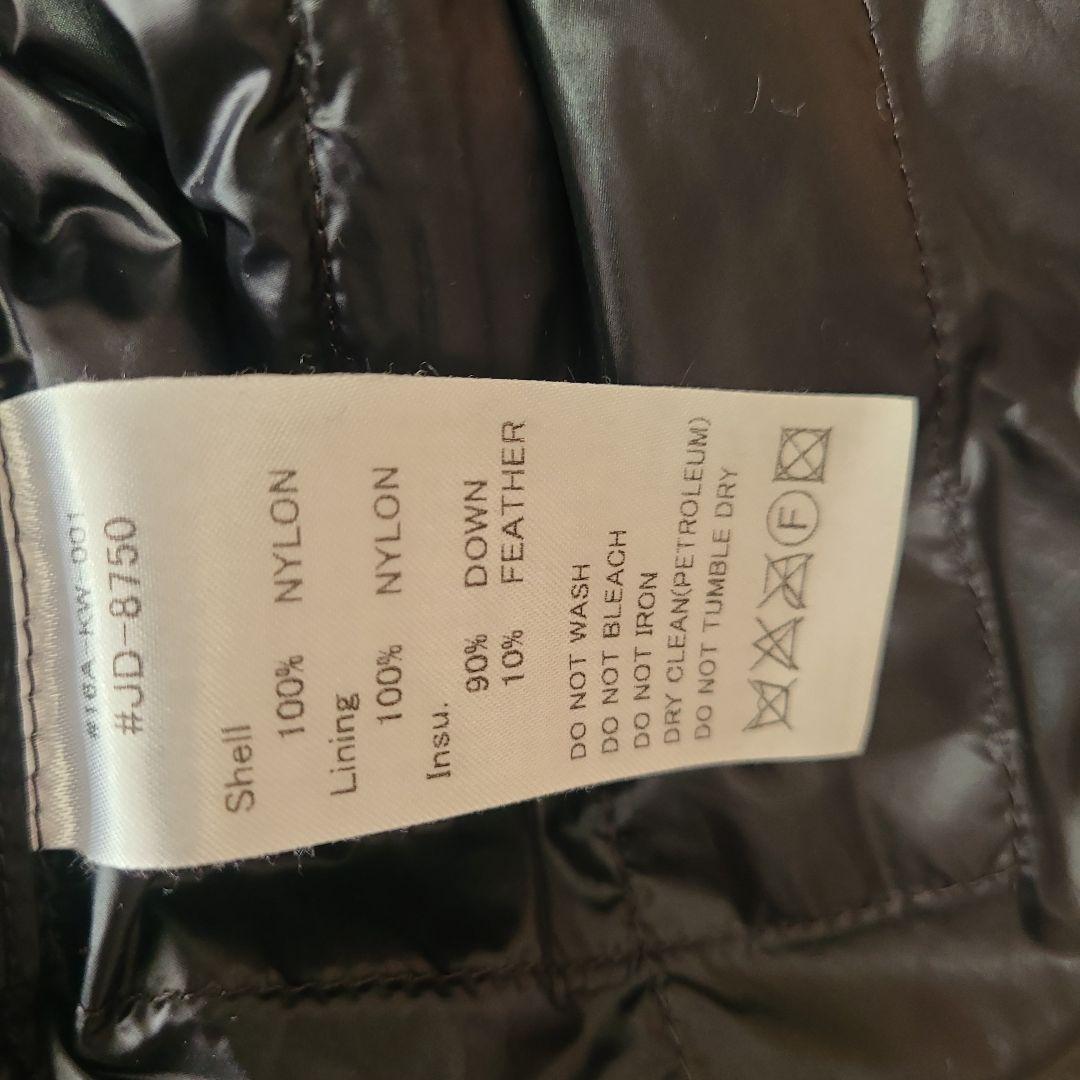 #JD-8750
Shell
100% NYLON
Lining
100% NYLON
Insu.
90% DOWN
10% FEATHER
DO NOT WASH
DO NOT BLEACH
DO NOT IRON
DRY CLEAN(PETROLEUM)
DO NOT TUMBLE DRY
F